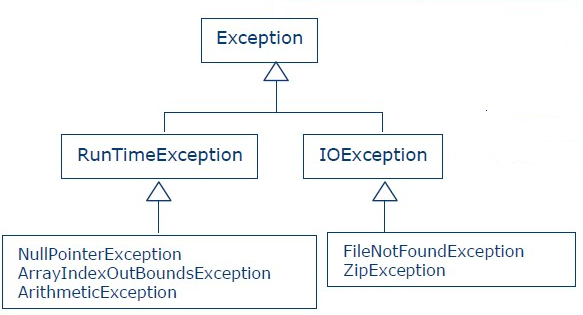 Exception
RunTimeException
IOException
NullPointerException
ArrayIndexOutBoundsException
ArithmeticException
FileNotFoundException
ZipException